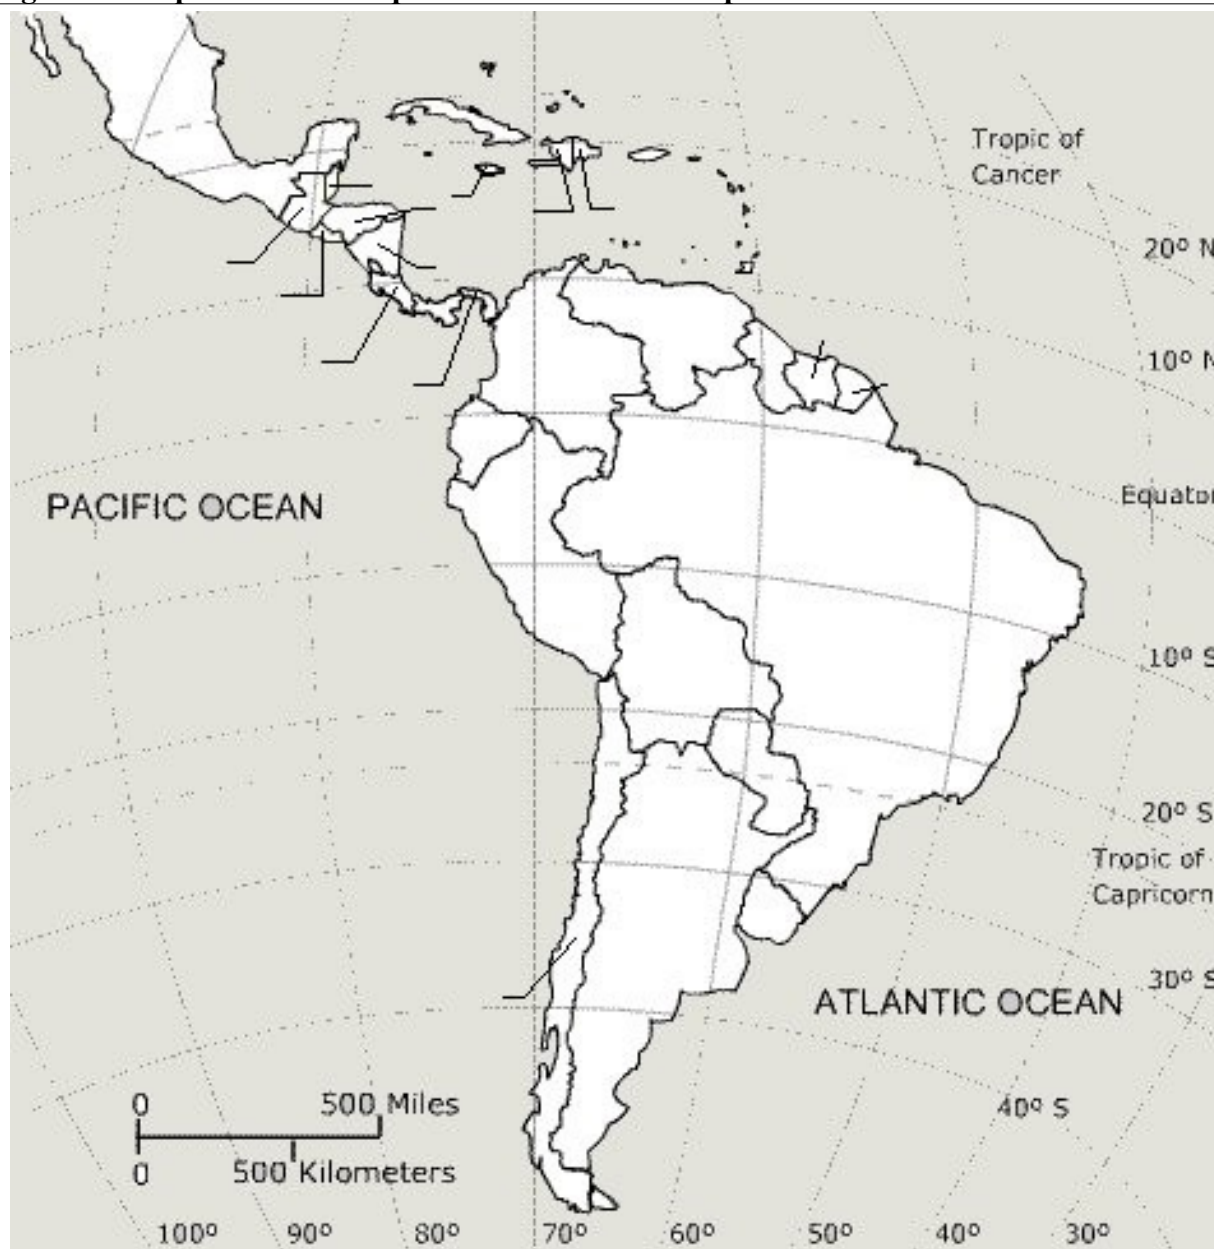 Tropic of
Cancer
20º N
10º N
PACIFIC OCEAN
Equator
10º S
20º S
Tropic of
Capricorn
30º S
ATLANTIC OCEAN
0 500 Miles
40º S
0 500 Kilometers
100º 90º 80º 70º 60º 50º 40º 30º